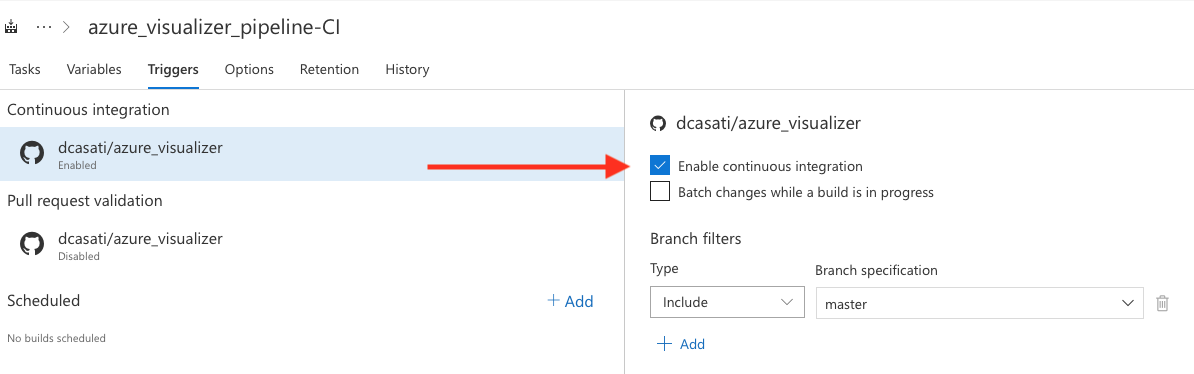 azure_visualizer_pipeline-CI
Tasks Variables Triggers Options Retention History
Continuous integration
dcasati/azure_visualizer
Enabled
Pull request validation
dcasati/azure_visualizer
Disabled
Scheduled
+ Add
No builds scheduled
dcasati/azure_visualizer
Enable continuous integration
Batch changes while a build is in progress
Branch filters
Type Branch specification
Include master
+ Add